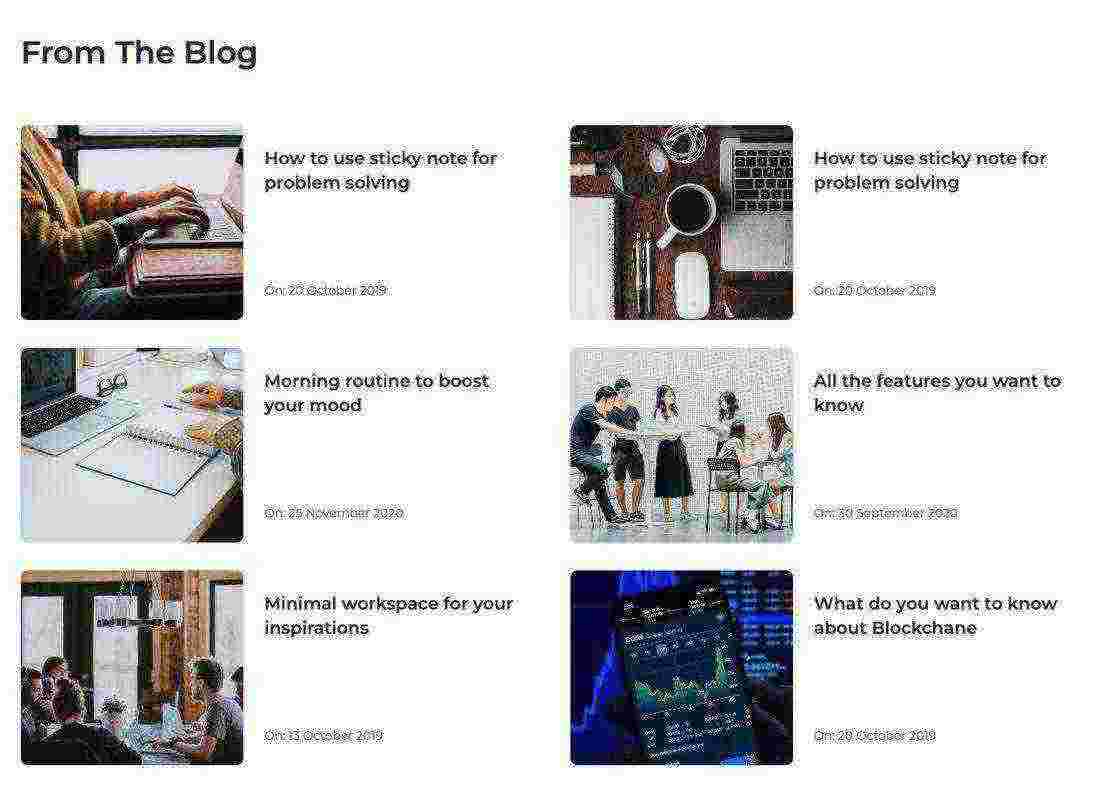 From The Blog
How to use sticky note for
problem solving
On: 20 October 2019
How to use sticky note for
problem solving
On: 20 October 2019
Morning routine to boost
your mood
On: 25 November 2020
All the features you want to
know
On: 30 September 2020
Minimal workspace for your
inspirations
On: 13 October 2019
What do you want to know
about Blockchane
On: 20 October 2019